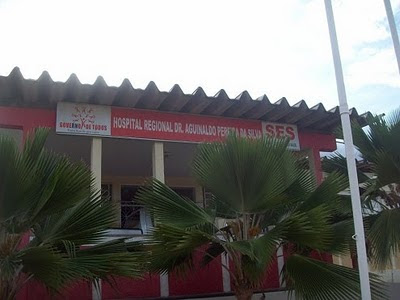 GOVERNO DE TODOS
HOSPITAL REGIONAL DR. AGUINALDO PEREIRA DA SILVA
SES